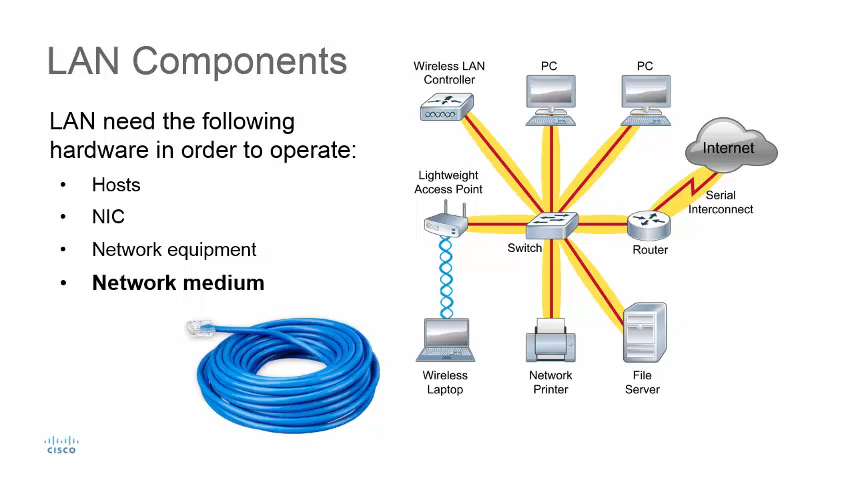 LAN Components
LAN need the following
hardware in order to operate:
• Hosts
• NIC
• Network equipment
• Network medium
Wireless LAN
Controller
PC
PC
Internet
Lightweight
Access Point
Serial
Interconnect
Switch
Router
Wireless
Laptop
Network
Printer
File
Server
CISCO